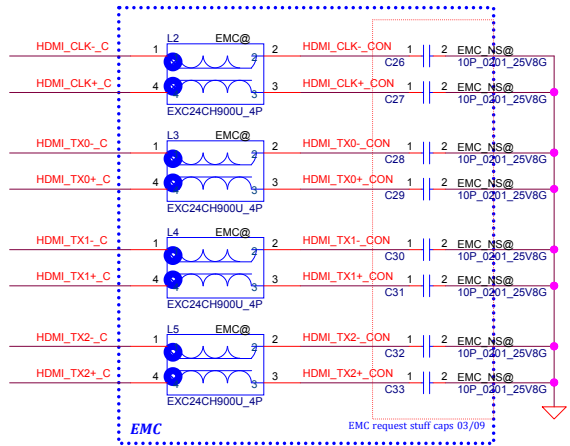 L2 EMC@
HDMI_CLK-_C 1 2 HDMI_CLK-_CON 1 2 EMC_NS@
C26 10P_0201_25V8G
HDMI_CLK+_C 4 3 HDMI_CLK+_CON 1 2 EMC_NS@
C27 10P_0201_25V8G
EXC24CH900U_4P
L3 EMC@
HDMI_TX0-_C 1 2 HDMI_TX0-_CON 1 2 EMC_NS@
C28 10P_0201_25V8G
HDMI_TX0+_C 4 3 HDMI_TX0+_CON 1 2 EMC_NS@
C29 10P_0201_25V8G
EXC24CH900U_4P
L4 EMC@
HDMI_TX1-_C 1 2 HDMI_TX1-_CON 1 2 EMC_NS@
C30 10P_0201_25V8G
HDMI_TX1+_C 4 3 HDMI_TX1+_CON 1 2 EMC_NS@
C31 10P_0201_25V8G
EXC24CH900U_4P
L5 EMC@
HDMI_TX2-_C 1 2 HDMI_TX2-_CON 1 2 EMC_NS@
C32 10P_0201_25V8G
HDMI_TX2+_C 4 3 HDMI_TX2+_CON 1 2 EMC_NS@
C33 10P_0201_25V8G
EXC24CH900U_4P
EMC
EMC request stuff caps 03/09